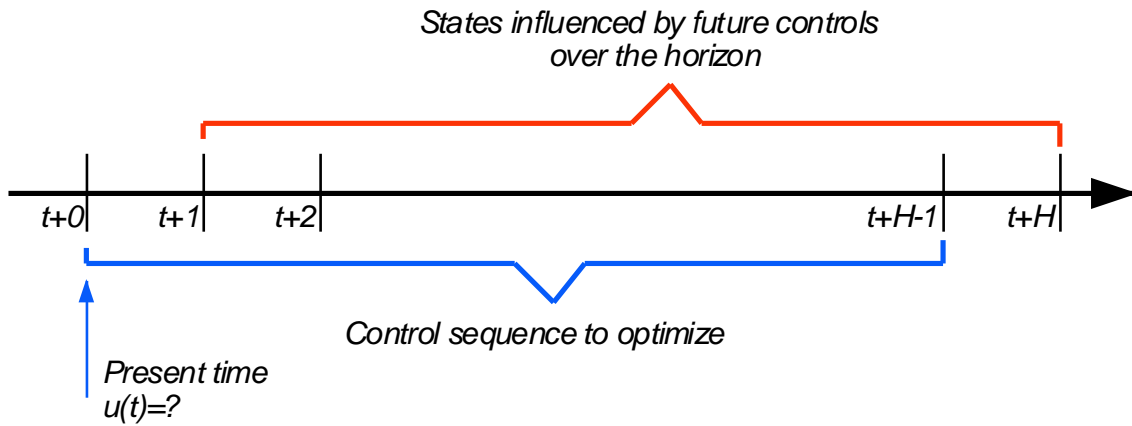 States influenced by future controls
over the horizon
t+0
t+1
t+2
t+H-1
t+H
Control sequence to optimize
Present time
u(t)=?